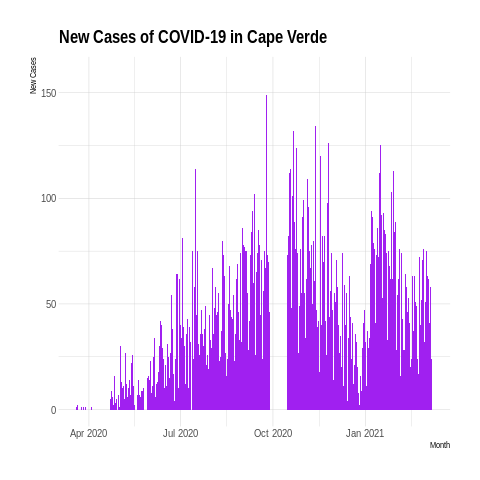 New Cases of COVID-19 in Cape Verde
New Cases
150
100
50
0
Apr 2020 Jul 2020 Oct 2020 Jan 2021
Month